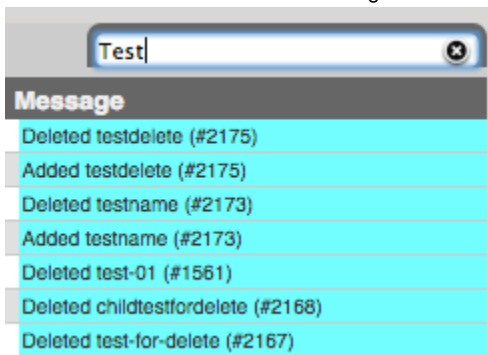 Test
Message
Deleted testdelete (#2175)
Added testdelete (#2175)
Deleted testname (#2173)
Added testname (#2173)
Deleted test-01 (#1561)
Deleted childtestfordelete (#2168)
Deleted test-for-delete (#2167)